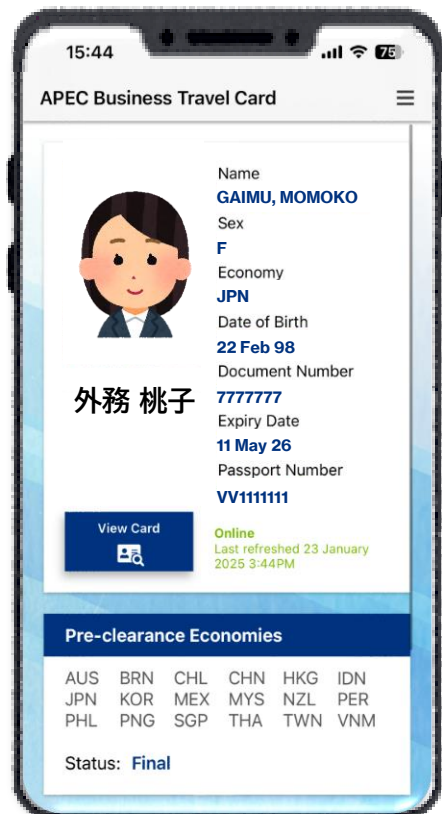 15:44
75
APEC Business Travel Card
Name
GAIMU, MOMOKO
Sex
F
Economy
JPN
Date of Birth
22 Feb 98
Document Number
7777777
Expiry Date
11 May 26
Passport Number
VV1111111
外務 桃子
View Card
Online
Last refreshed 23 January
2025 3:44PM
Pre-clearance Economies
AUS BRN CHL CHN HKG IDN
JPN KOR MEX MYS NZL PER
PHL PNG SGP THA TWN VNM
Status: Final